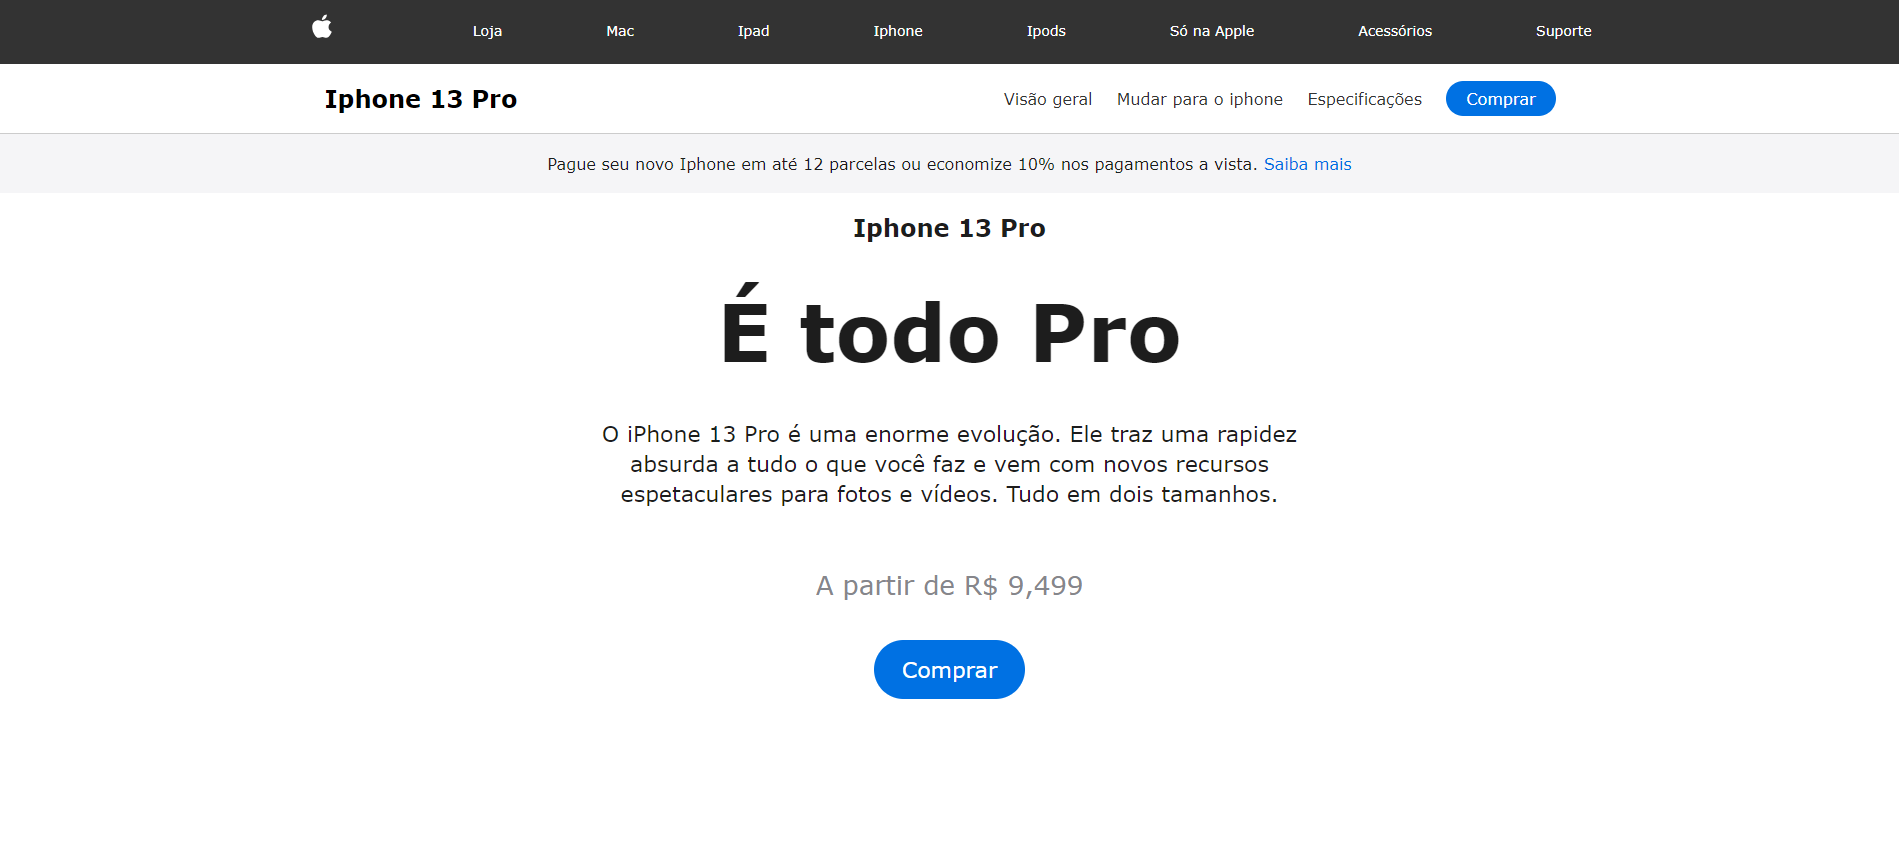 Loja Mac Ipad Iphone Ipods Só na Apple Acessórios Suporte
Iphone 13 Pro Visão geral Mudar para o iphone Especificações Comprar
Pague seu novo Iphone em até 12 parcelas ou economize 10% nos pagamentos a vista. Saiba mais
Iphone 13 Pro
É todo Pro
O iPhone 13 Pro é uma enorme evolução. Ele traz uma rapidez
absurda a tudo o que você faz e vem com novos recursos
espetaculares para fotos e vídeos. Tudo em dois tamanhos.
A partir de R$ 9,499
Comprar